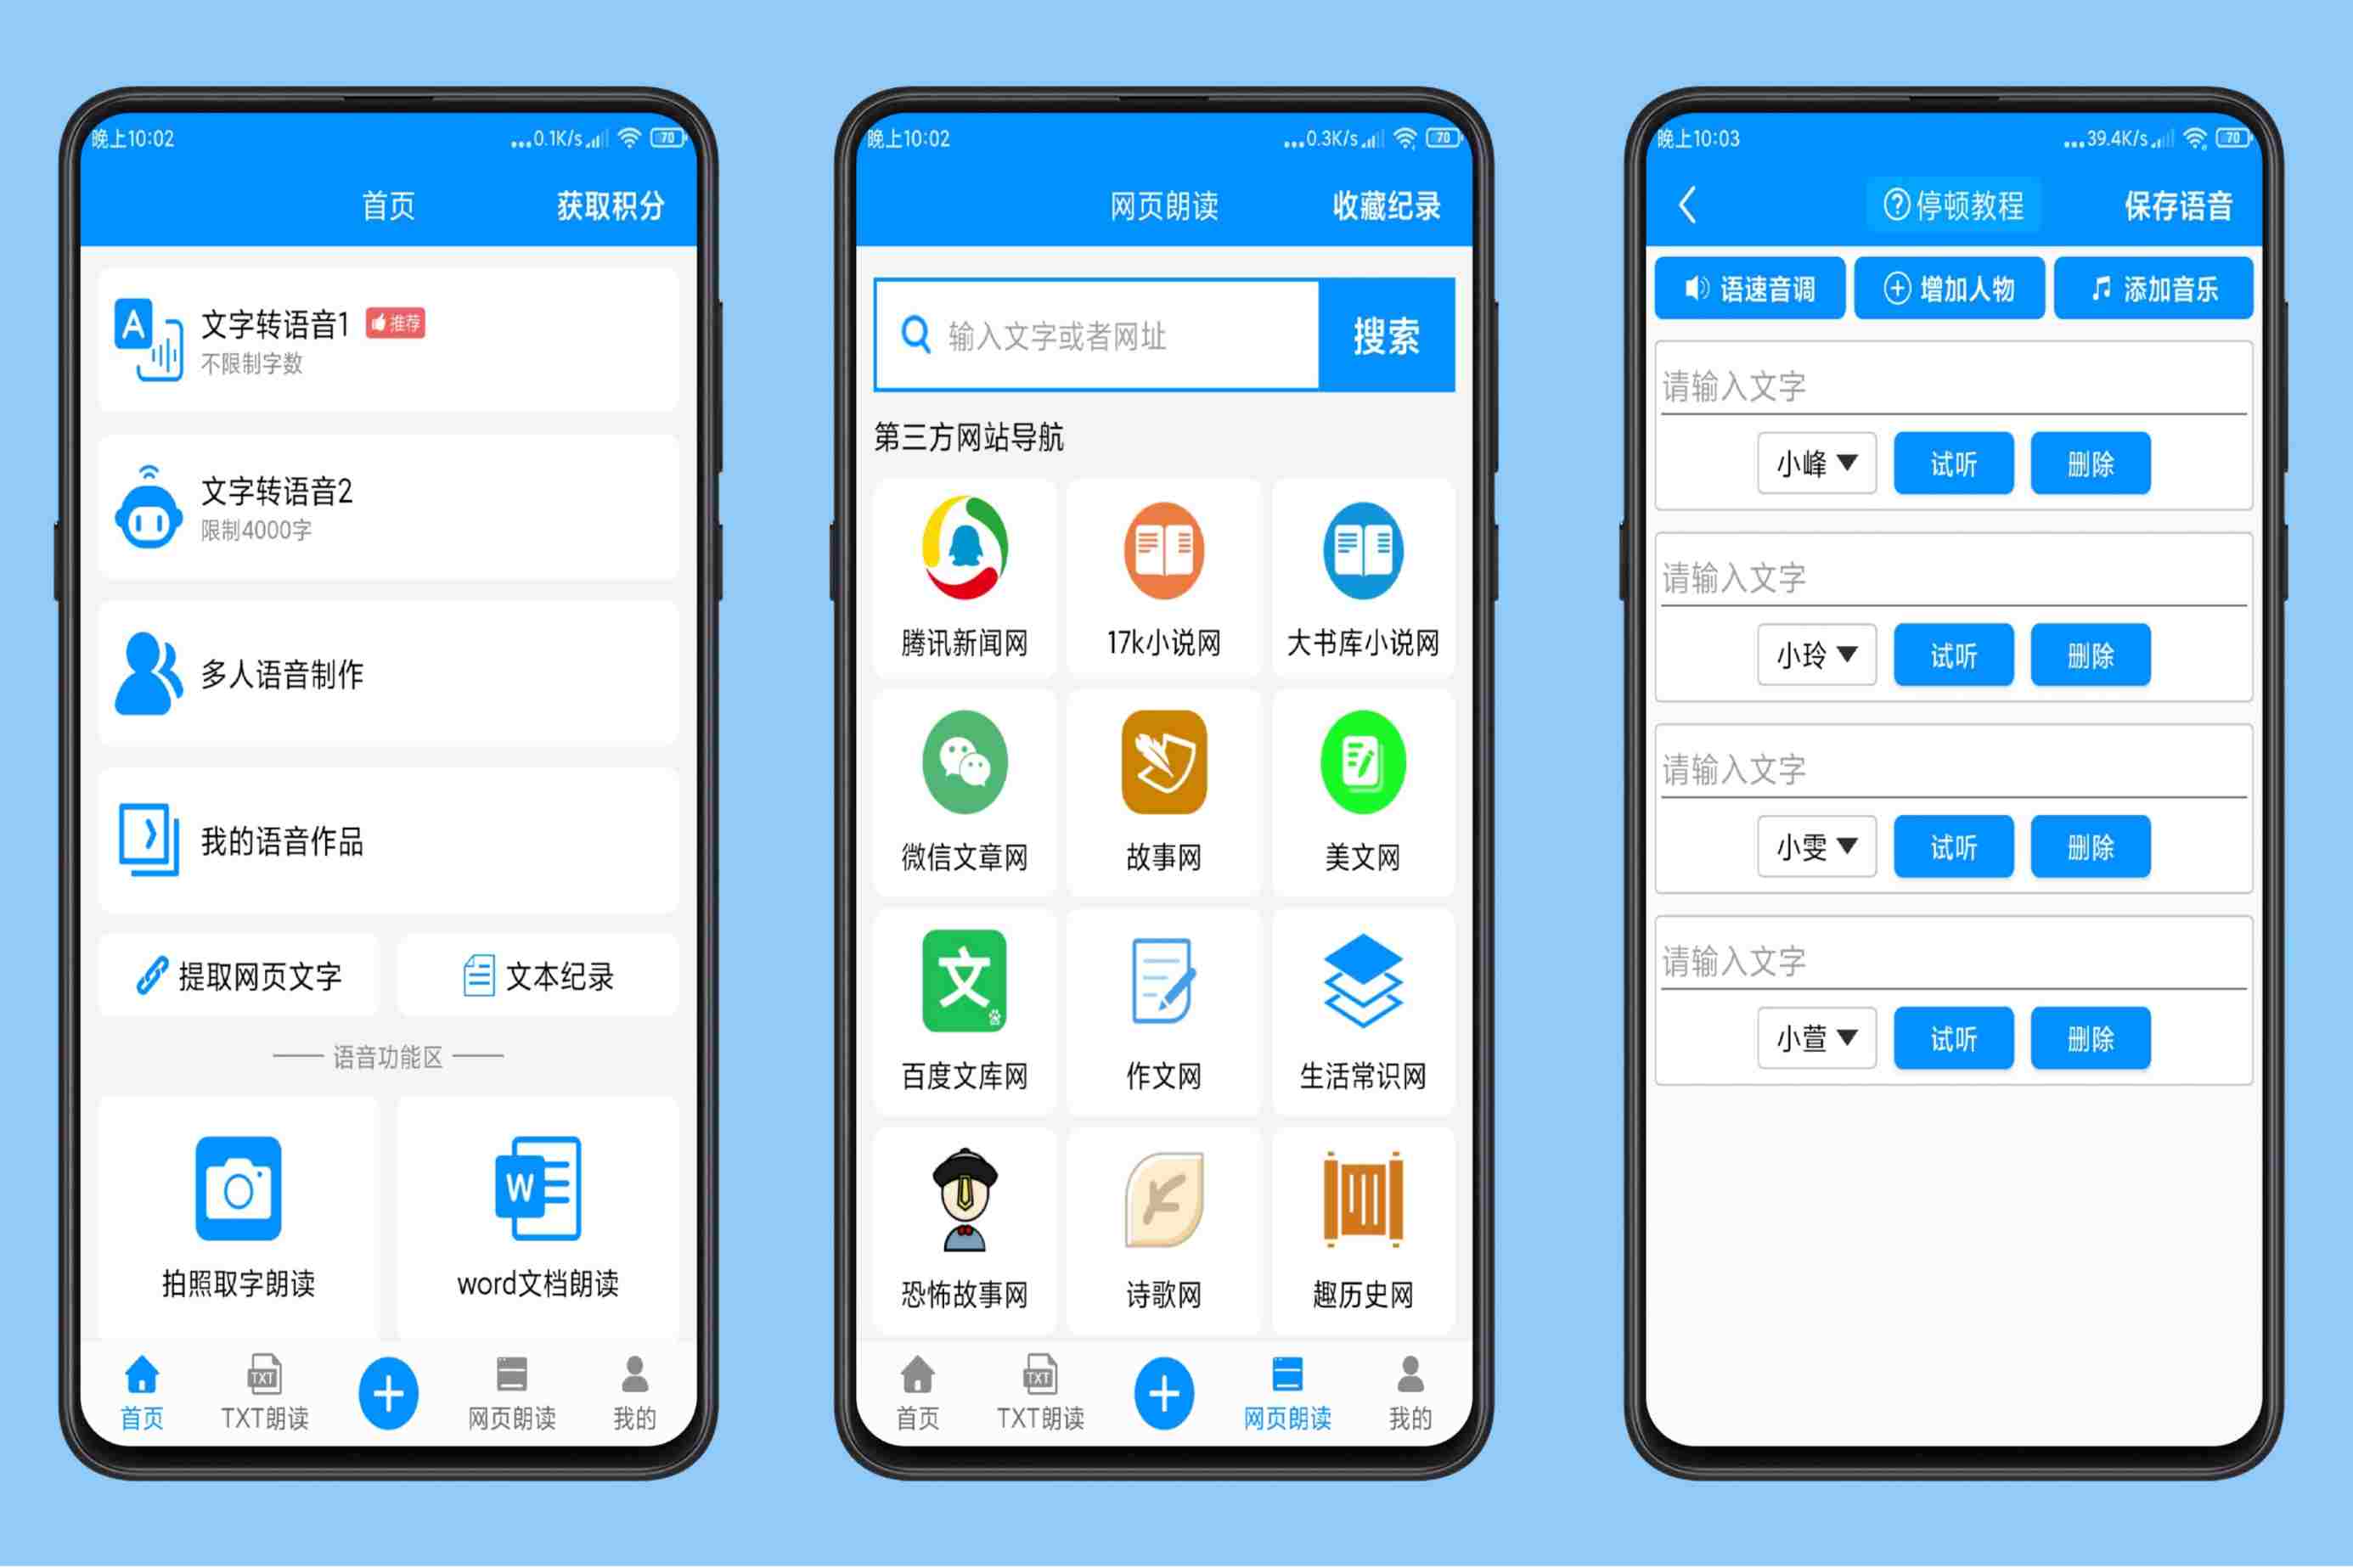 晚上10:02
...0.1K/s
70
首页
获取积分
A
文字转语音1
推荐
不限制字数
文字转语音2
限制4000字
多人语音制作
我的语音作品
提取网页文字
文本纪录
语音功能区
W
拍照取字朗读
word文档朗读
TXT
首页
TXT朗读
网页朗读
我的
晚上10:02
...0.3K/s
70
网页朗读
收藏纪录
输入文字或者网址
搜索
第三方网站导航
腾讯新闻网
17k小说网
大书库小说网
微信文章网
故事网
美文网
文
百度文库网
作文网
生活常识网
恐怖故事网
诗歌网
趣历史网
TXT
首页
TXT朗读
网页朗读
我的
晚上10:03
...39.4K/s
70
停顿教程
保存语音
语速音调
增加人物
添加音乐
请输入文字
小峰
试听
删除
请输入文字
小玲
试听
删除
请输入文字
小雯
试听
删除
请输入文字
小萱
试听
删除